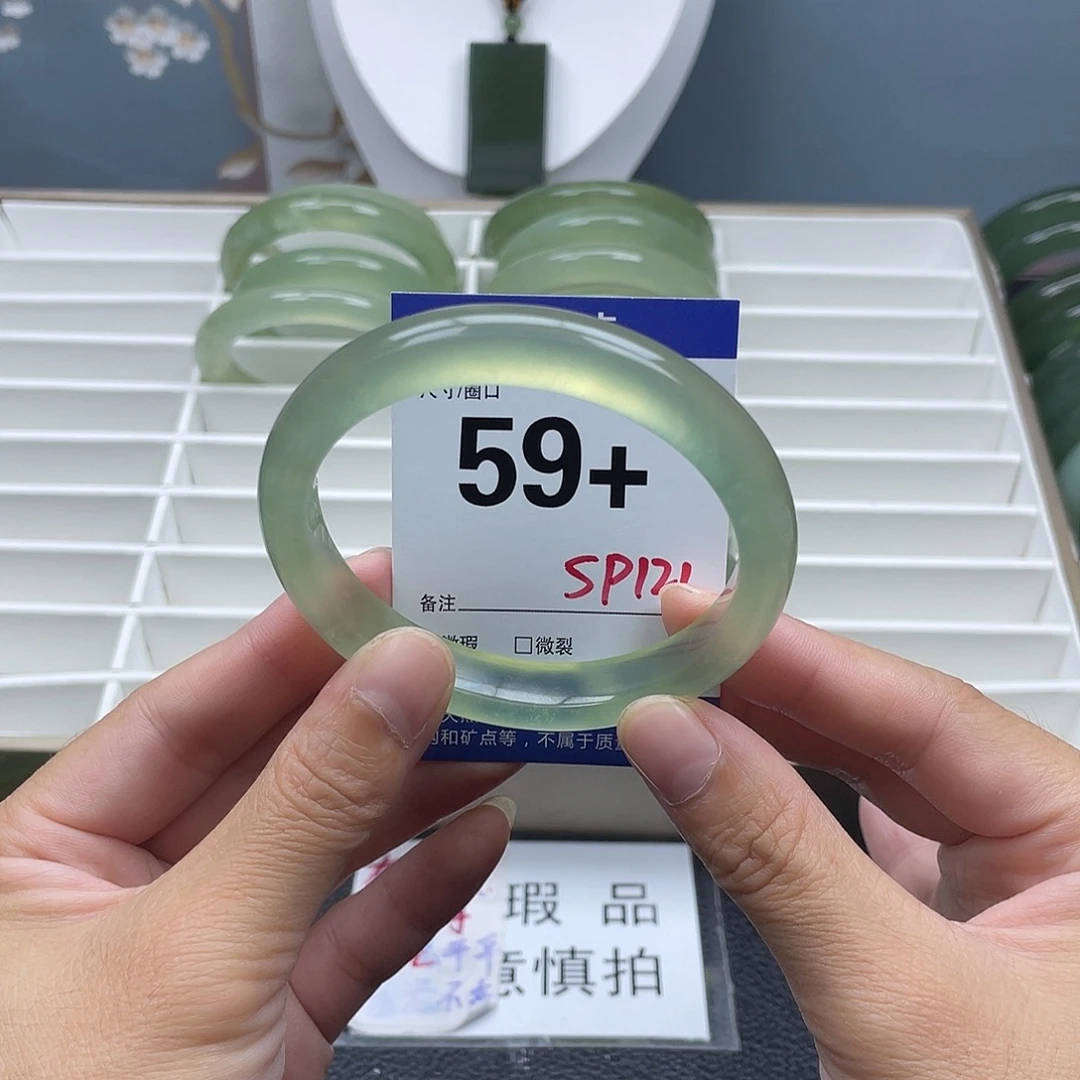 尺寸/圈口
59+
SP121
备注
微瑕 □微裂
和矿点等，不属于质
瑕 品
意慎拍